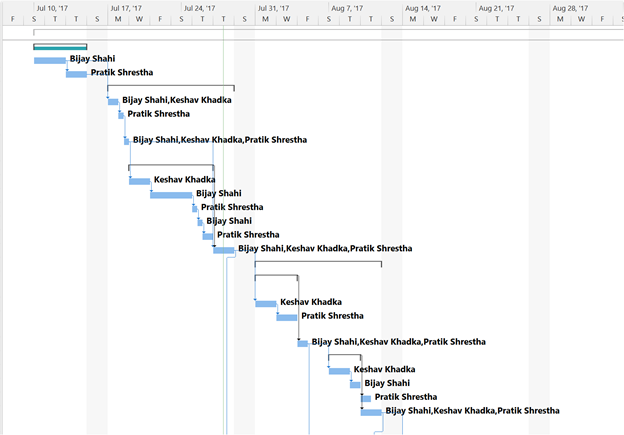 Jul 10, '17 Jul 17, '17 Jul 24, '17 Jul 31, '17 Aug 7, '17 Aug 14, '17 Aug 21, '17 Aug 28, '17
F S T T S M W F S T T S M W F S T T S M W F S
Bijay Shahi
Pratik Shrestha
Bijay Shahi,Keshav Khadka
Pratik Shrestha
Bijay Shahi,Keshav Khadka,Pratik Shrestha
Keshav Khadka
Bijay Shahi
Pratik Shrestha
Bijay Shahi
Pratik Shrestha
Bijay Shahi,Keshav Khadka,Pratik Shrestha
Keshav Khadka
Pratik Shrestha
Bijay Shahi,Keshav Khadka,Pratik Shrestha
Keshav Khadka
Bijay Shahi
Pratik Shrestha
Bijay Shahi,Keshav Khadka,Pratik Shrestha